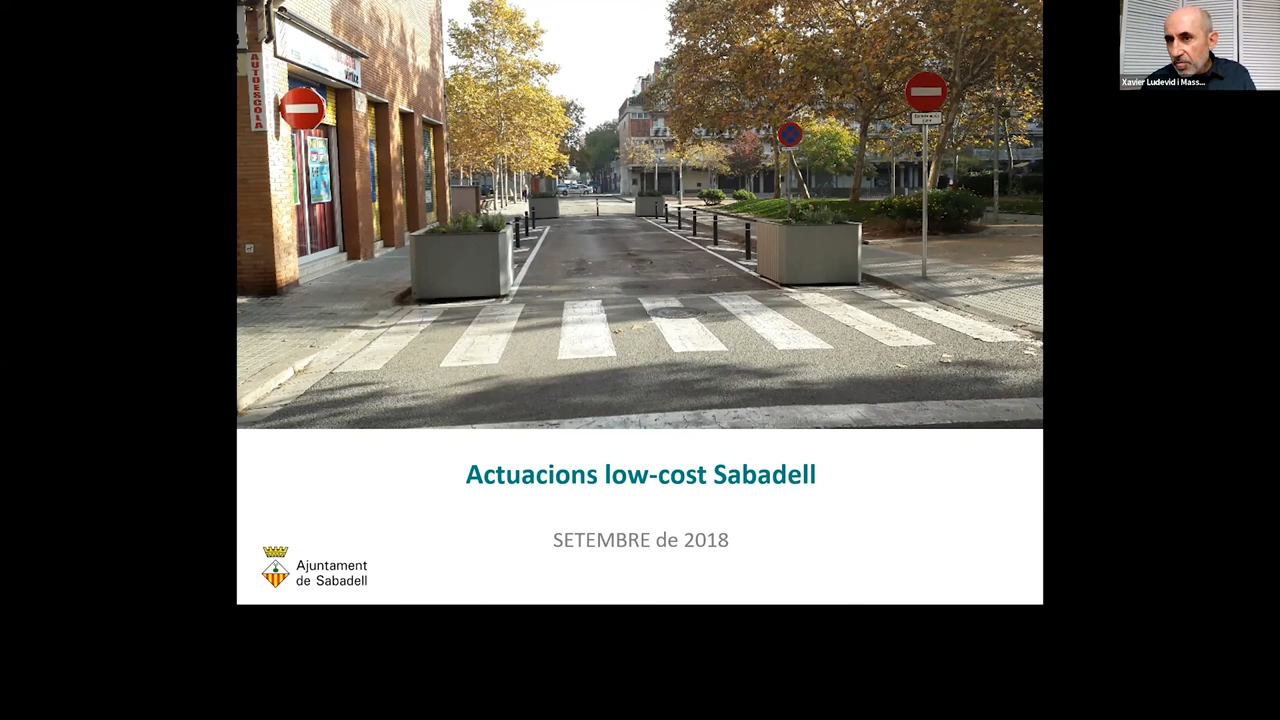 AUTOESCOLA
Xavier Ludevid i Mass...
Actuacions low-cost Sabadell
SETEMBRE de 2018
Ajuntament
de Sabadell